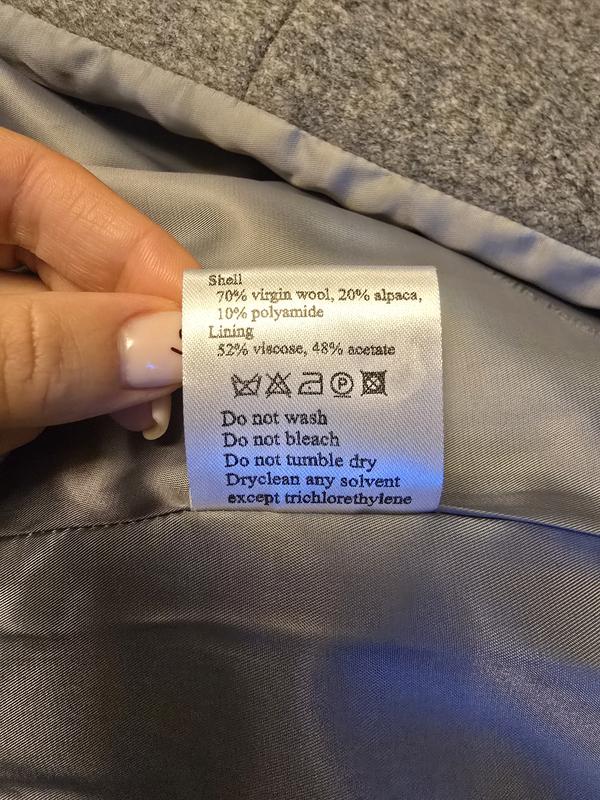 Shell
70% virgin wool, 20% alpaca,
10% polyamide
Lining
52% viscose, 48% acetate
P
Do not wash
Do not bleach
Do not tumble dry
Dryclean any solvent
except trichlorethylene